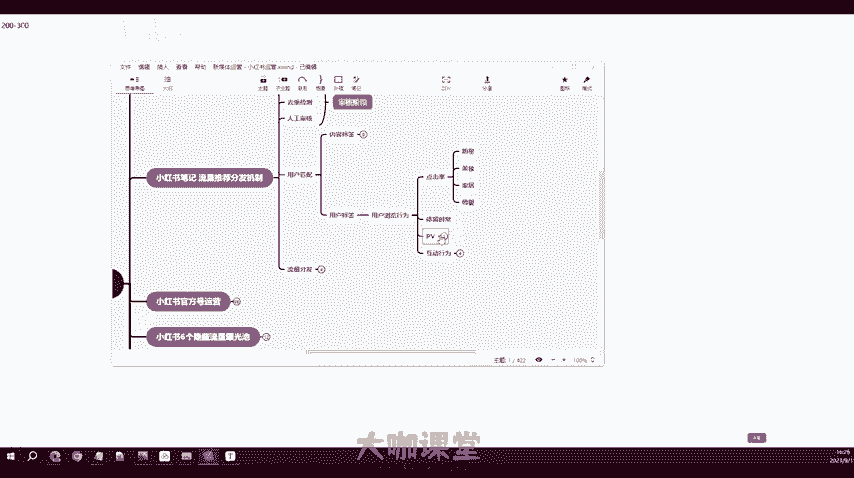 200-300
文件 编辑 插入 查看 帮助 新媒体运营 - 小红书运营.xmind - 已编辑
思维导图 大纲 主题 子主题 联系 概要 外框 笔记 ZEN 分享 图标 格式
去重检测
审核阶段
人工审核
内容标签
小红书笔记 流量推荐分发机制
用户匹配
用户标签
用户浏览行为
点击率
停留时常
PV
互动行为
美妆
家居
流量分发
小红书官方号运营
小红书6个隐藏流量曝光池
主题: 1 / 422
100%
大咖课堂